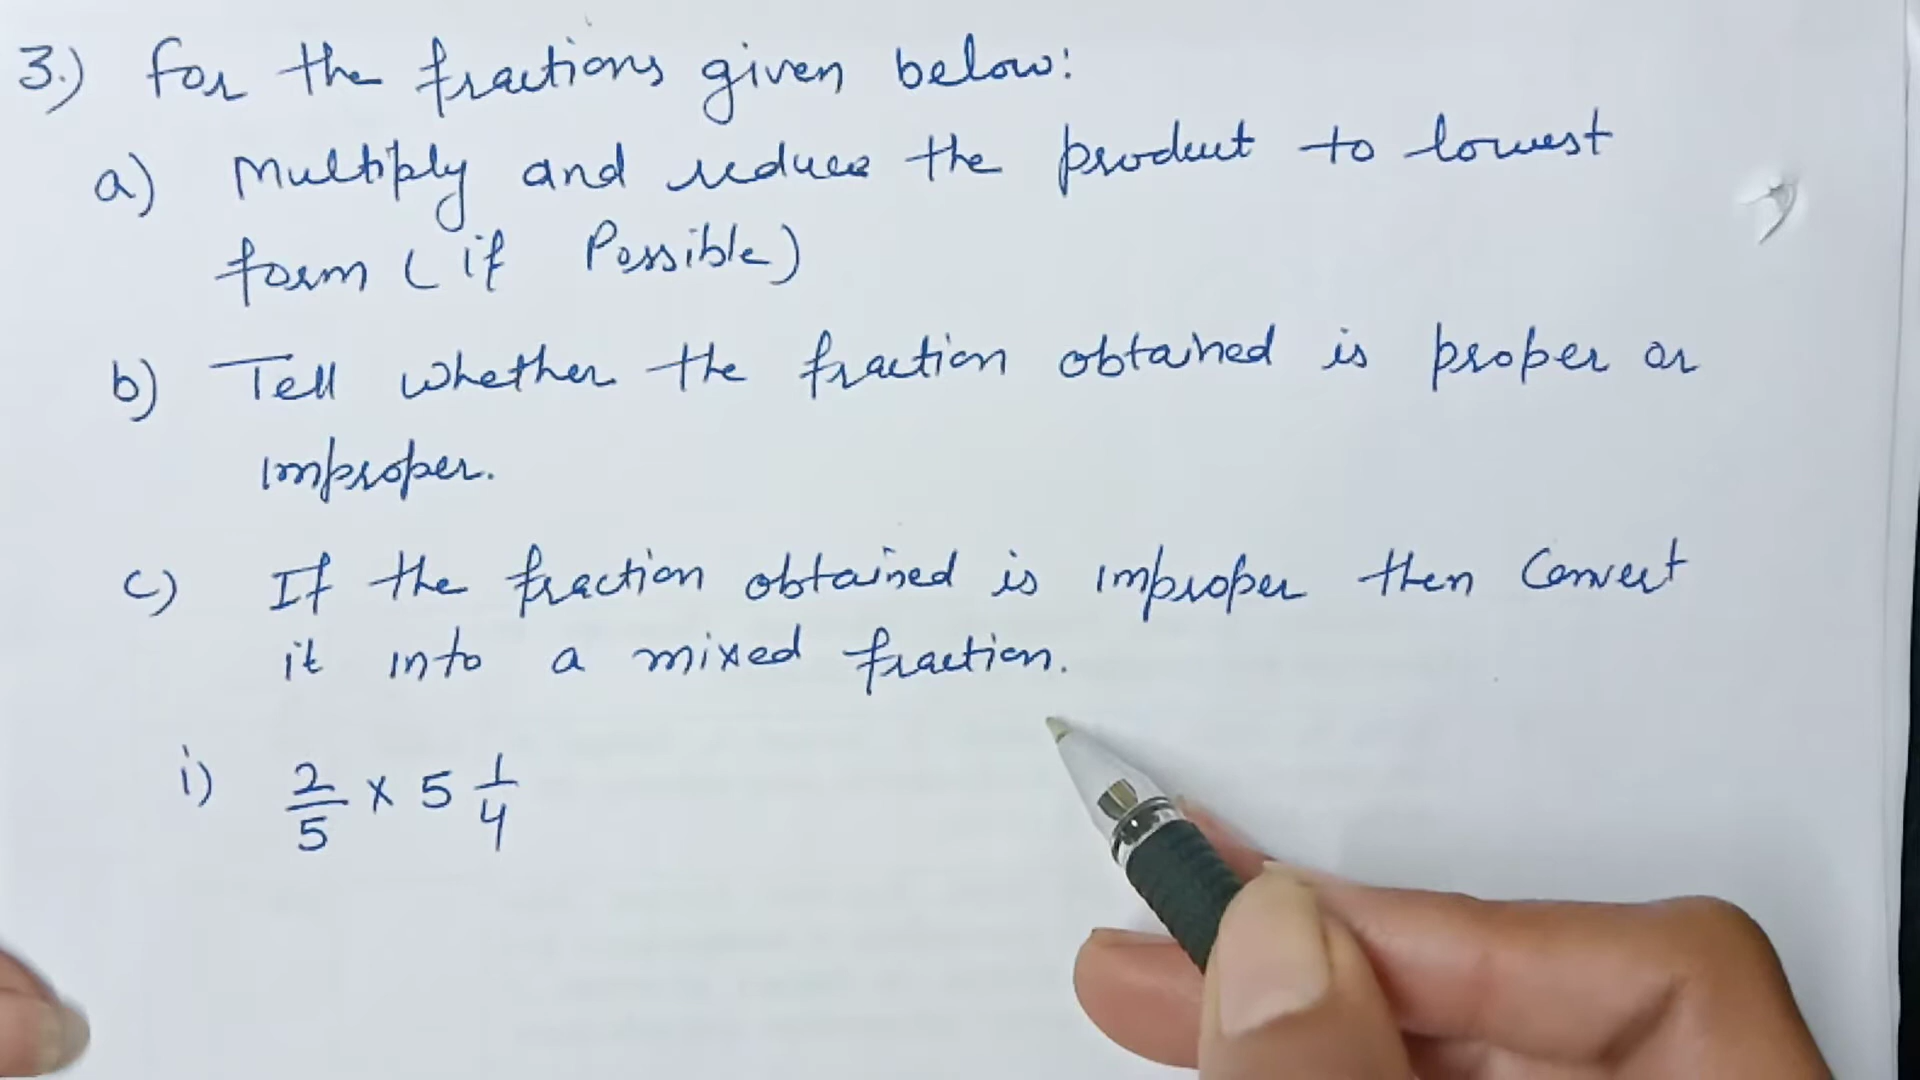 3.) For the fractions given below:
a) Multiply and reduce the product to lowest
form (if Possible)
b) Tell whether the fraction obtained is proper or
improper.
c) If the fraction obtained is improper then Convert
it into a mixed fraction.
i) 2/5 x 5 1/4